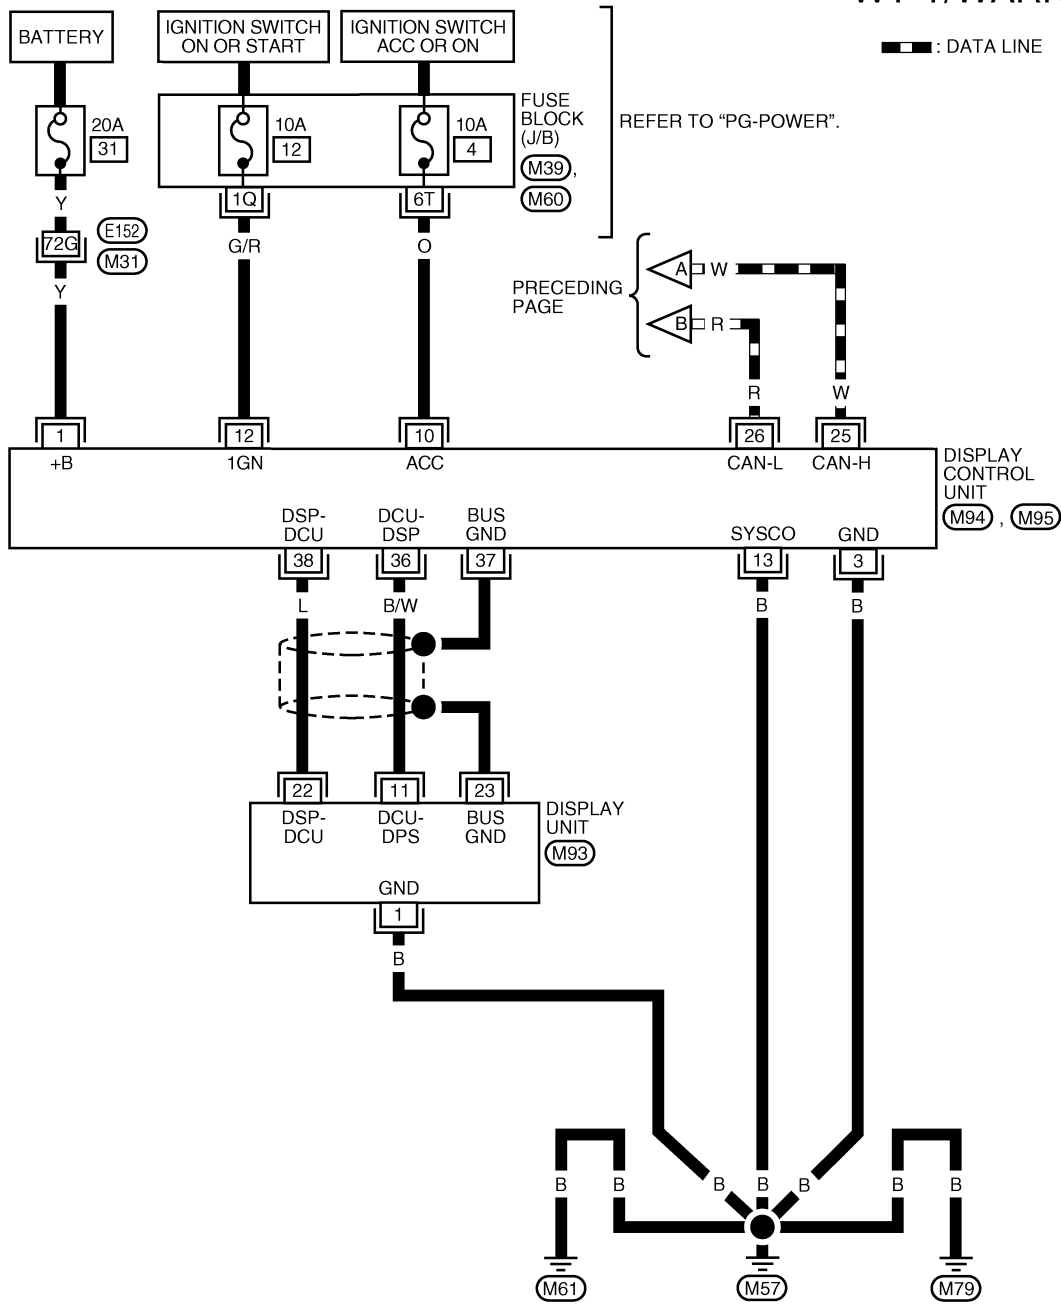 : DATA LINE
BATTERY
IGNITION SWITCH
ON OR START
IGNITION SWITCH
ACC OR ON
20A
31
10A
12
10A
4
FUSE
BLOCK
(J/B)
M39 ,
M60
REFER TO “PG-POWER”.
1Q
6T
Y
72G
E152
M31
G/R
O
Y
PRECEDING
PAGE
A W
B R
R
W
1
12
10
26
25
+B
1GN
ACC
CAN-L
CAN-H
DISPLAY
CONTROL
UNIT
M94 , M95
DSP-
DCU
DCU-
DSP
BUS
GND
SYSCO
GND
38
36
37
13
3
L
B/W
B
B
22
11
23
DSP-
DCU
DCU-
DPS
BUS
GND
DISPLAY
UNIT
M93
GND
1
B
B
B
B
B
B
B
B
M61
M57
M79